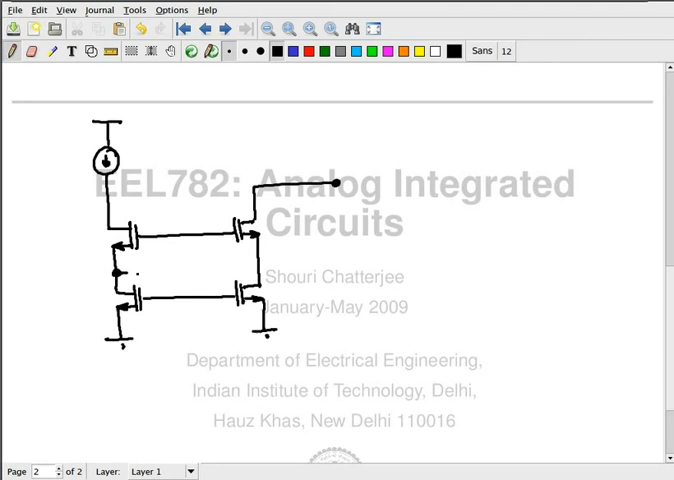 File Edit View Journal Tools Options Help
T Sans 12
EEL782: Analog Integrated
Circuits
Shouri Chatterjee
January-May 2009
Department of Electrical Engineering,
Indian Institute of Technology, Delhi,
Hauz Khas, New Delhi 110016
Page 2 of 2 Layer: Layer 1